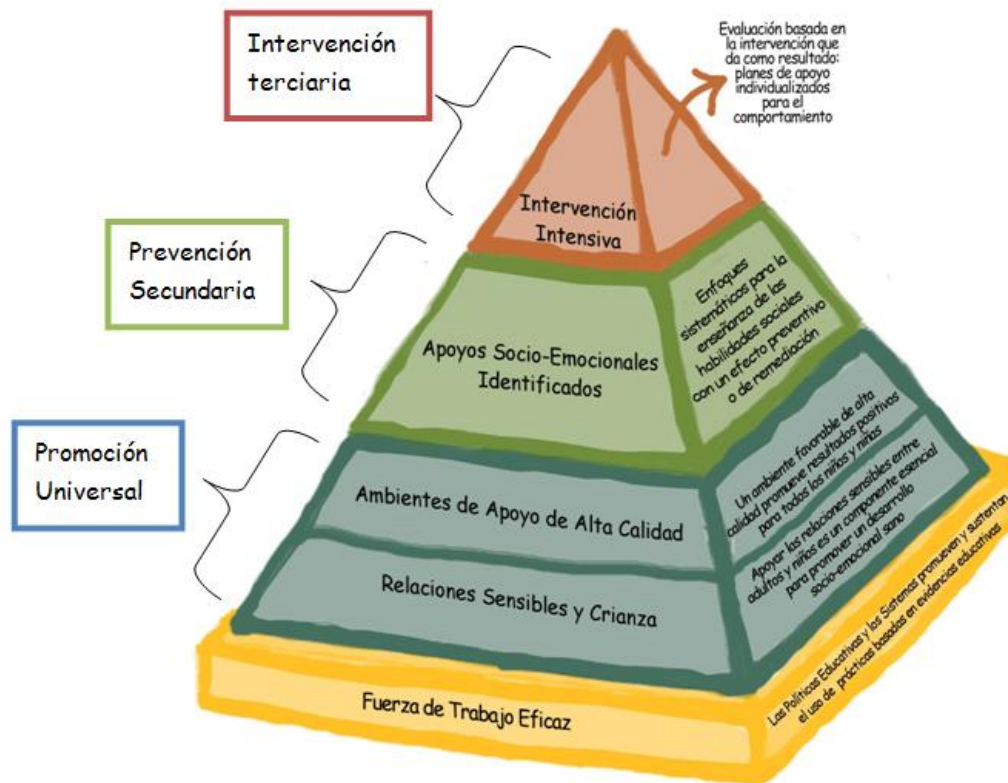 Intervención
terciaria
Evaluación basada en
la intervención que
da como resultado:
planes de apoyo
individualizados
para el
comportamiento
Intervención
Intensiva
Prevención
Secundaria
Apoyos Socio-Emocionales
Identificados
Enfoques
sistemáticos para la
enseñanza de las
habilidades sociales
con un efecto preventivo
o de remediación
Promoción
Universal
Ambientes de Apoyo de Alta Calidad
Un ambiente favorable de alta
calidad promueve resultados positivos
para todos los niños y niñas
Relaciones Sensibles y Crianza
Apoyar las relaciones sensibles entre
adultos y niños es un componente esencial
para promover un desarrollo
socio-emocional sano
Fuerza de Trabajo Eficaz
Las Políticas Educativas y los Sistemas promueven y sustentan
el uso de prácticas basadas en evidencias educativas